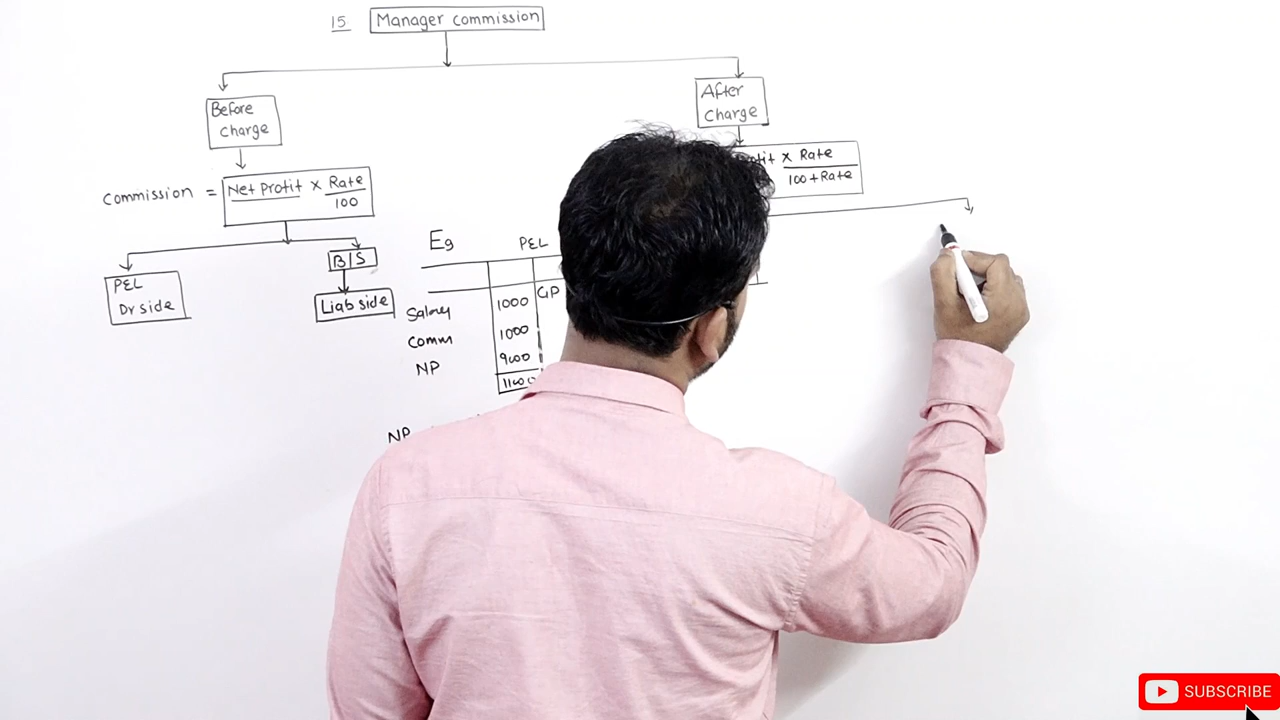 15 Manager commission
Before
charge
After
charge
commission = Net Profit × Rate
100
× Rate
100 + Rate
P&L
Dr side
B/S
Liab side
Eg
P&L
Salary 1000 GP
Comm 1000
NP 9000
11000
NP
SUBSCRIBE